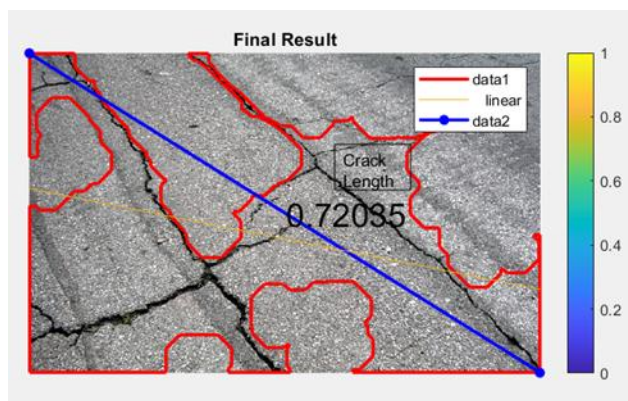 Final Result
data1
linear
data2
Crack
Length
0.72035
1
0.8
0.6
0.4
0.2
0